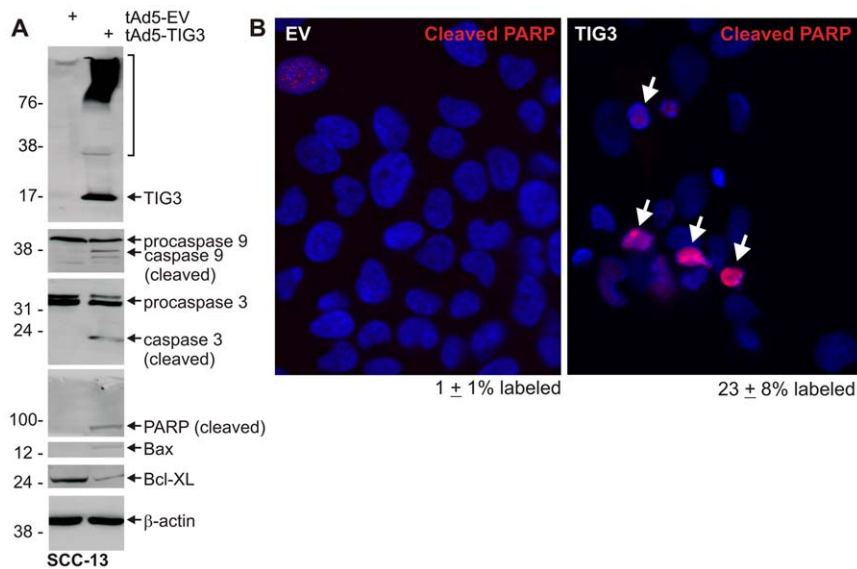 A
+ tAd5-EV
+ tAd5-TIG3
76-
38-
17-
TIG3
38 -
procaspase 9
caspase 9
(cleaved)
31 -
24 -
procaspase 3
caspase 3
(cleaved)
100-
PARP (cleaved)
12 -
Bax
24 -
Bcl-XL
38 -
β-actin
SCC-13
B
EV Cleaved PARP
1 ± 1% labeled
TIG3 Cleaved PARP
23 ± 8% labeled